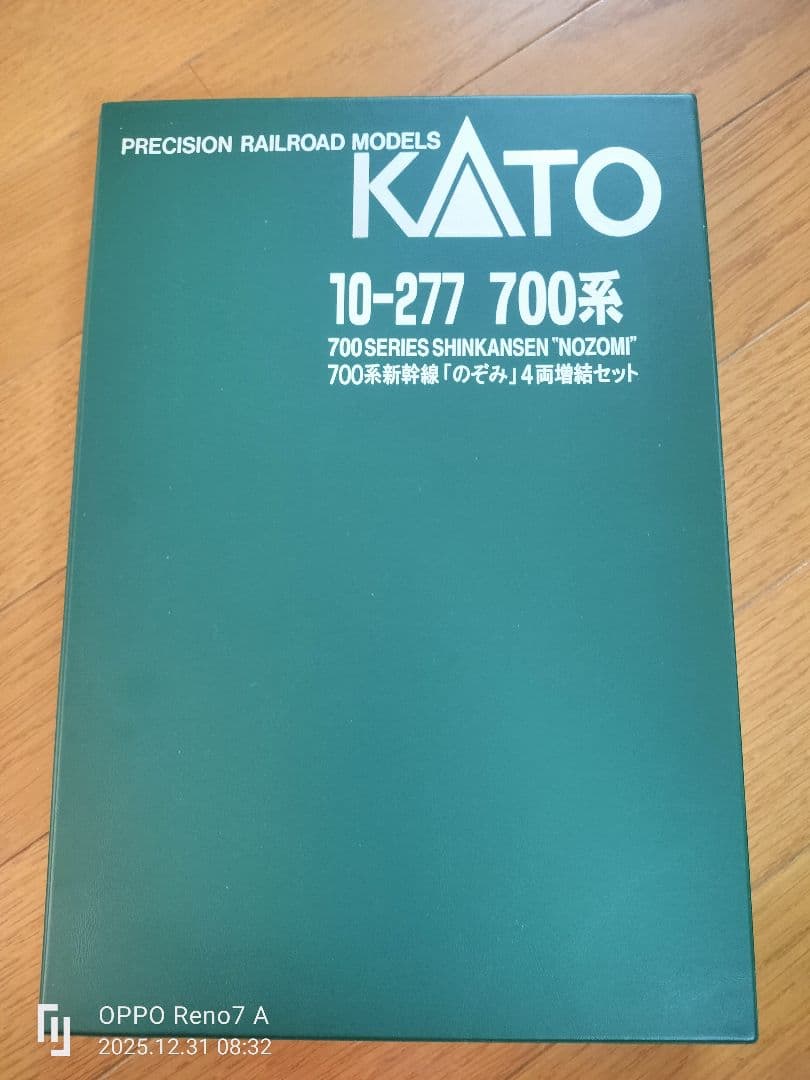 PRECISION RAILROAD MODELS
KATO
10-277 700系
700 SERIES SHINKANSEN "NOZOMI"
700系新幹線「のぞみ」4両増結セット
OPPO Reno7 A
2025.12.31 08:32